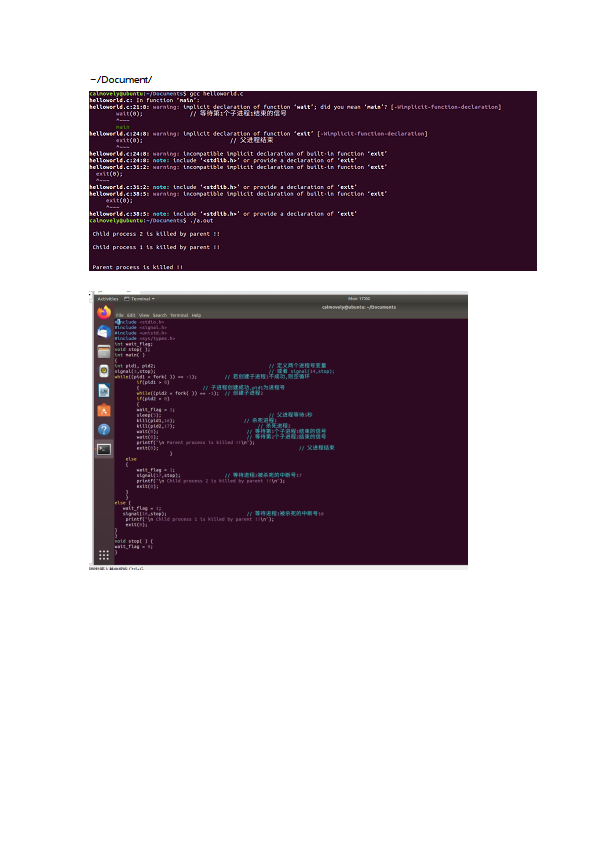 ~/Document/
calmovely@ubuntu:~/Documents$ gcc helloworld.c
helloworld.c: In function ‘main’:
helloworld.c:21:8: warning: implicit declaration of function ‘wait’; did you mean ‘main’? [-Wimplicit-function-declaration]
wait(0); // 等待第1个子进程1结束的信号
^~~~
main
helloworld.c:24:8: warning: implicit declaration of function ‘exit’ [-Wimplicit-function-declaration]
exit(0); // 父进程结束
^~~~
helloworld.c:24:8: warning: incompatible implicit declaration of built-in function ‘exit’
helloworld.c:24:8: note: include ‘<stdlib.h>’ or provide a declaration of ‘exit’
helloworld.c:31:2: warning: incompatible implicit declaration of built-in function ‘exit’
exit(0);
^~~~
helloworld.c:31:2: note: include ‘<stdlib.h>’ or provide a declaration of ‘exit’
helloworld.c:38:5: warning: incompatible implicit declaration of built-in function ‘exit’
exit(0);
^~~~
helloworld.c:38:5: note: include ‘<stdlib.h>’ or provide a declaration of ‘exit’
calmovely@ubuntu:~/Documents$ ./a.out
Child process 2 is killed by parent !!
Child process 1 is killed by parent !!
Parent process is killed !!
Activities Terminal
calmovely@ubuntu: ~/Documents
File Edit View Search Terminal Help
#include <stdio.h>
#include <signal.h>
#include <unistd.h>
#include <sys/types.h>
int wait_flag;
void stop( );
int main( )
{
int pid1, pid2; // 定义两个进程号变量
signal(3,stop);
while((pid1 = fork( )) == -1); // 若创建子进程1不成功,则空循环
if(pid1 > 0)
{ // 子进程创建成功,pid1为进程号
while((pid2 = fork( )) == -1); // 创建子进程2
if(pid2 > 0)
{
wait_flag = 1;
sleep(5); // 父进程等待5秒
kill(pid1,16); // 杀死进程1
kill(pid2,17); // 杀死进程2
wait(0); // 等待第1个子进程1结束的信号
wait(0); // 等待第2个子进程2结束的信号
printf("\n Parent process is killed !!\n");
exit(0); // 父进程结束
}
else
{
wait_flag = 1;
signal(17,stop); // 等待进程2被杀死的中断号17
printf("\n Child process 2 is killed by parent !!\n");
exit(0);
}
}
else {
wait_flag = 1;
signal(16,stop); // 等待进程1被杀死的中断号16
printf("\n Child process 1 is killed by parent !!\n");
exit(0);
}
}
void stop( ) {
wait_flag = 0;
}